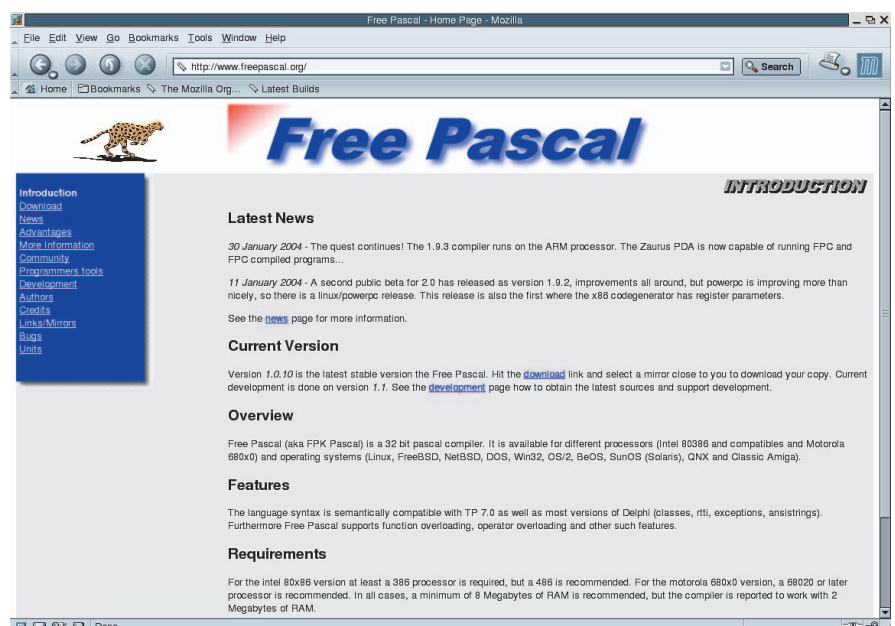 Free Pascal - Home Page - Mozilla
File Edit View Go Bookmarks Tools Window Help
http://www.freepascal.org/
Search
Home Bookmarks The Mozilla Org... Latest Builds
Free Pascal
INTRODUCTION
Introduction
Download
News
Advantages
More Information
Community
Programmers tools
Development
Authors
Credits
Links/Mirrors
Bugs
Units
Latest News
30 January 2004 - The quest continues! The 1.9.3 compiler runs on the ARM processor. The Zaurus PDA is now capable of running FPC and
FPC compiled programs...
11 January 2004 - A second public beta for 2.0 has released as version 1.9.2, improvements all around, but powerpc is improving more than
nicely, so there is a linux/powerpc release. This release is also the first where the x86 codegenerator has register parameters.
See the news page for more information.
Current Version
Version 1.0.10 is the latest stable version the Free Pascal. Hit the download link and select a mirror close to you to download your copy. Current
development is done on version 1.1. See the development page how to obtain the latest sources and support development.
Overview
Free Pascal (aka FPK Pascal) is a 32 bit pascal compiler. It is available for different processors (Intel 80386 and compatibles and Motorola
680x0) and operating systems (Linux, FreeBSD, NetBSD, DOS, Win32, OS/2, BeOS, SunOS (Solaris), QNX and Classic Amiga).
Features
The language syntax is semantically compatible with TP 7.0 as well as most versions of Delphi (classes, rtti, exceptions, ansistrings).
Furthermore Free Pascal supports function overloading, operator overloading and other such features.
Requirements
For the intel 80x86 version at least a 386 processor is required, but a 486 is recommended. For the motorola 680x0 version, a 68020 or later
processor is recommended. In all cases, a minimum of 8 Megabytes of RAM is recommended, but the compiler is reported to work with 2
Megabytes of RAM.
Done